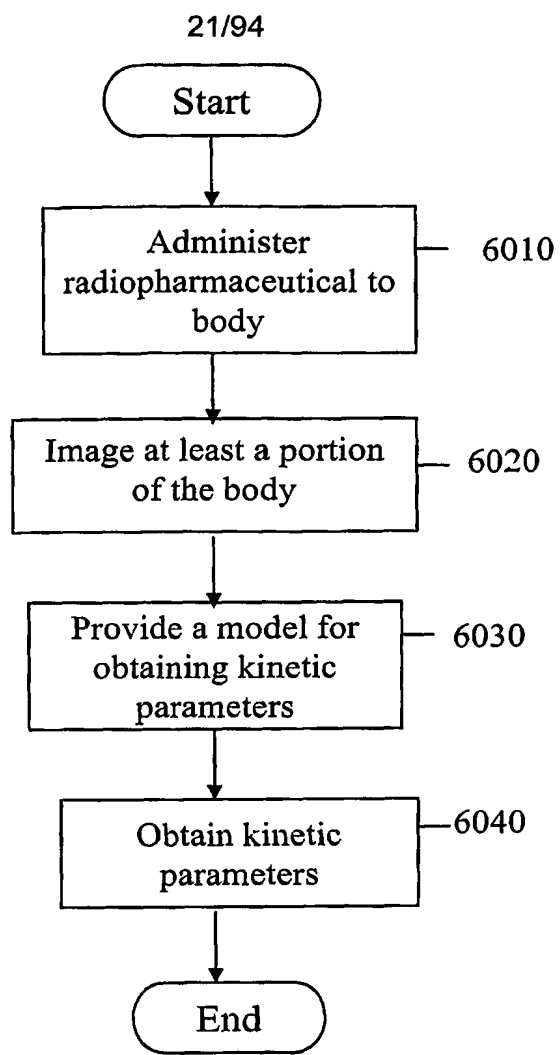 21/94
Start
Administer
radiopharmaceutical to
body
6010
Image at least a portion
of the body
6020
Provide a model for
obtaining kinetic
parameters
6030
Obtain kinetic
parameters
6040
End